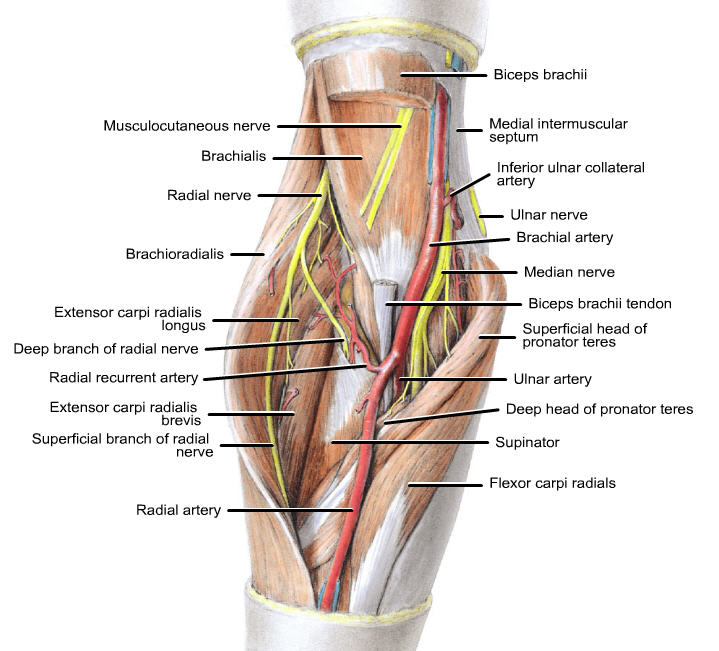 Biceps brachii
Musculocutaneous nerve
Medial intermuscular
septum
Brachialis
Inferior ulnar collateral
artery
Radial nerve
Ulnar nerve
Brachial artery
Brachioradialis
Median nerve
Biceps brachii tendon
Extensor carpi radialis
longus
Superficial head of
pronator teres
Deep branch of radial nerve
Radial recurrent artery
Ulnar artery
Extensor carpi radialis
brevis
Deep head of pronator teres
Superficial branch of radial
nerve
Supinator
Flexor carpi radials
Radial artery